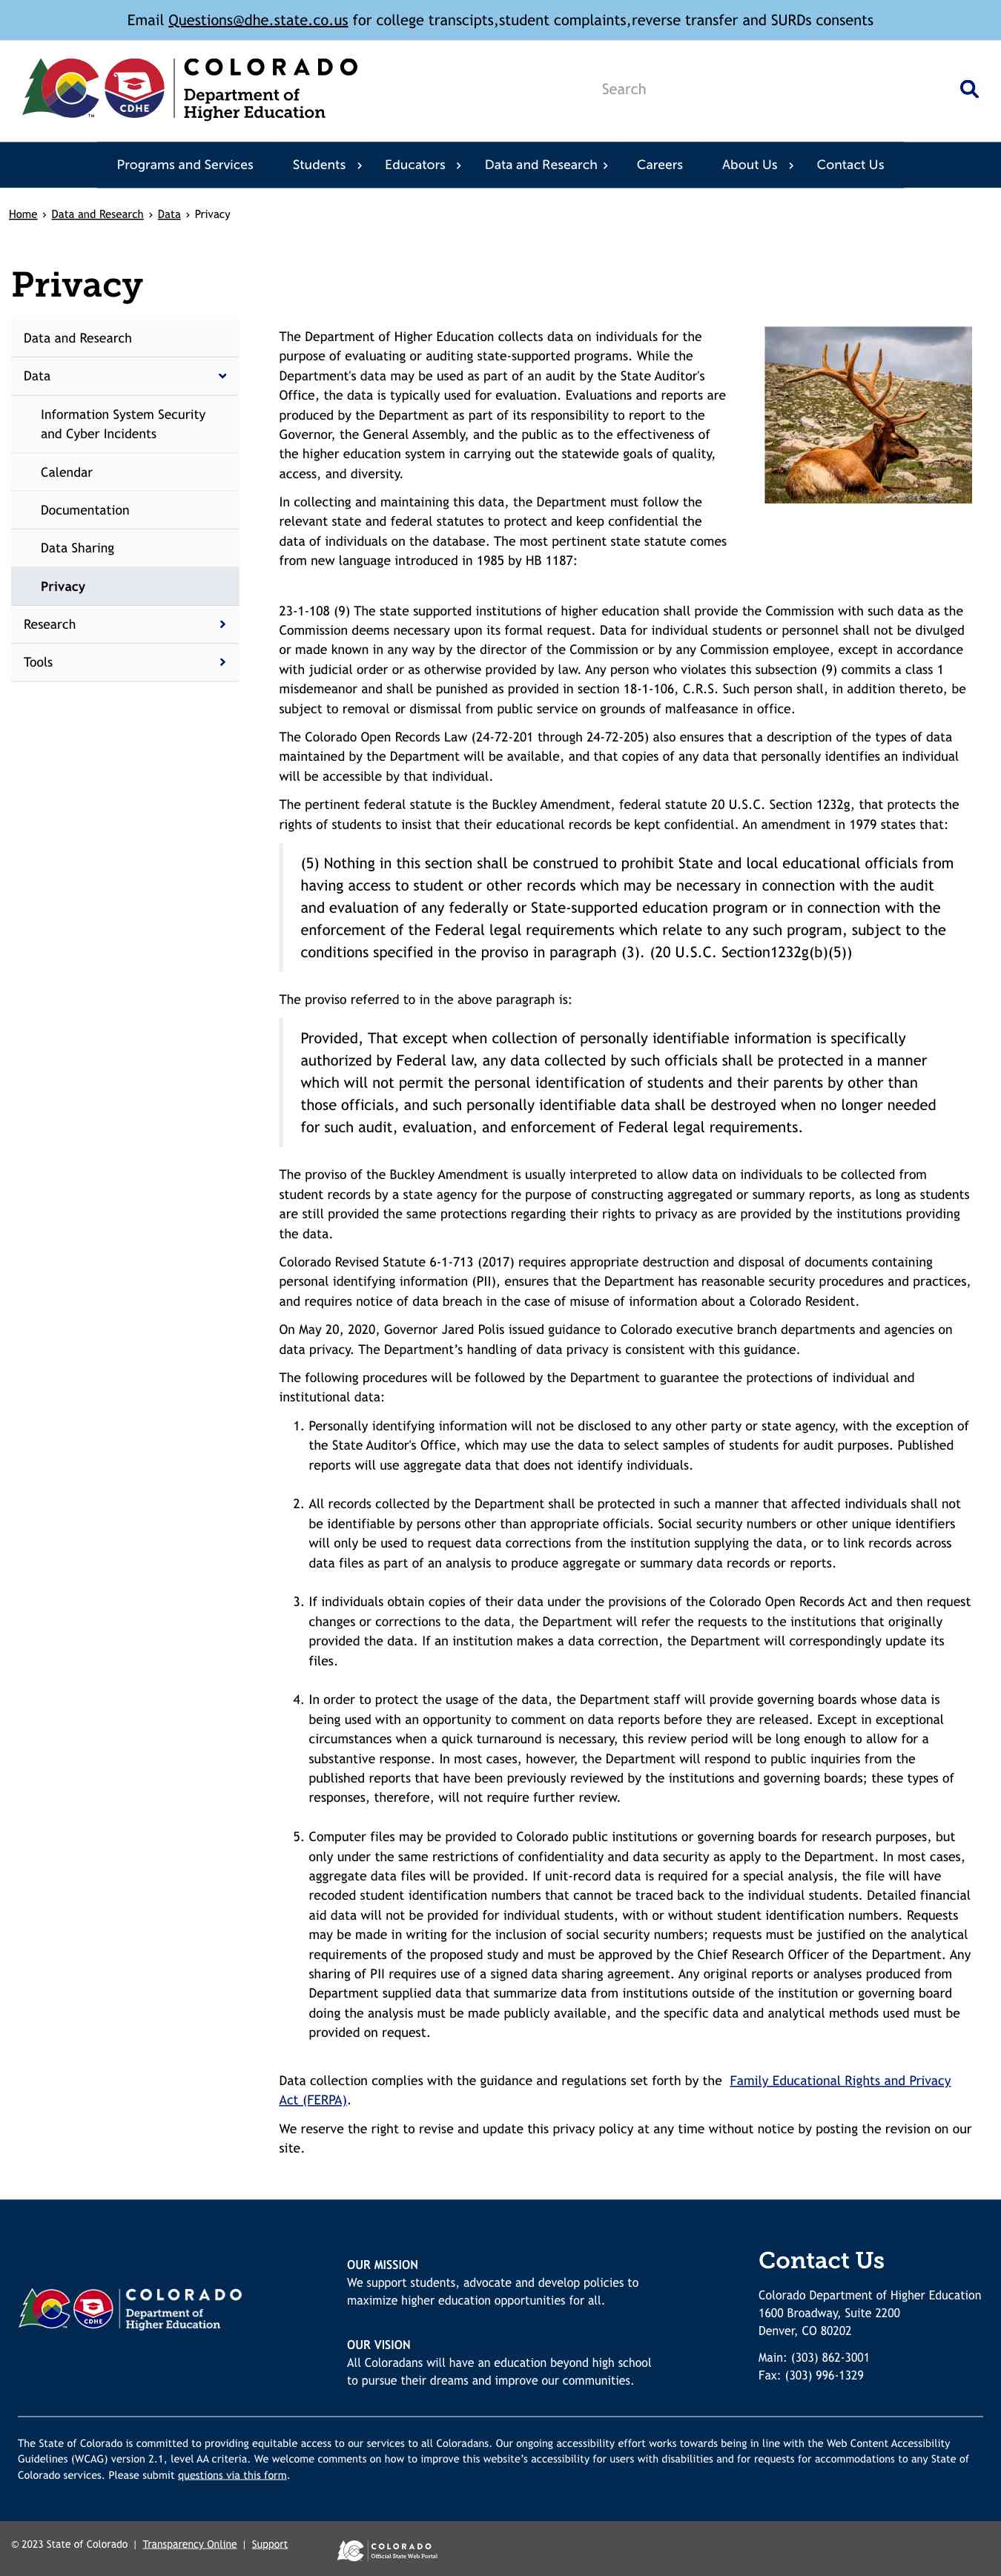 Email Questions@dhe.state.co.us for college transcipts,student complaints,reverse transfer and SURDs consents
COLORADO
Department of
Higher Education
CDHE
TM
Search
Programs and Services Students › Educators › Data and Research › Careers About Us › Contact Us
Home › Data and Research › Data › Privacy
Privacy
Data and Research
Data
Information System Security
and Cyber Incidents
Calendar
Documentation
Data Sharing
Privacy
Research
Tools
The Department of Higher Education collects data on individuals for the
purpose of evaluating or auditing state-supported programs. While the
Department's data may be used as part of an audit by the State Auditor's
Office, the data is typically used for evaluation. Evaluations and reports are
produced by the Department as part of its responsibility to report to the
Governor, the General Assembly, and the public as to the effectiveness of
the higher education system in carrying out the statewide goals of quality,
access, and diversity.
In collecting and maintaining this data, the Department must follow the
relevant state and federal statutes to protect and keep confidential the
data of individuals on the database. The most pertinent state statute comes
from new language introduced in 1985 by HB 1187:
23-1-108 (9) The state supported institutions of higher education shall provide the Commission with such data as the
Commission deems necessary upon its formal request. Data for individual students or personnel shall not be divulged
or made known in any way by the director of the Commission or by any Commission employee, except in accordance
with judicial order or as otherwise provided by law. Any person who violates this subsection (9) commits a class 1
misdemeanor and shall be punished as provided in section 18-1-106, C.R.S. Such person shall, in addition thereto, be
subject to removal or dismissal from public service on grounds of malfeasance in office.
The Colorado Open Records Law (24-72-201 through 24-72-205) also ensures that a description of the types of data
maintained by the Department will be available, and that copies of any data that personally identifies an individual
will be accessible by that individual.
The pertinent federal statute is the Buckley Amendment, federal statute 20 U.S.C. Section 1232g, that protects the
rights of students to insist that their educational records be kept confidential. An amendment in 1979 states that:
(5) Nothing in this section shall be construed to prohibit State and local educational officials from
having access to student or other records which may be necessary in connection with the audit
and evaluation of any federally or State-supported education program or in connection with the
enforcement of the Federal legal requirements which relate to any such program, subject to the
conditions specified in the proviso in paragraph (3). (20 U.S.C. Section1232g(b)(5))
The proviso referred to in the above paragraph is:
Provided, That except when collection of personally identifiable information is specifically
authorized by Federal law, any data collected by such officials shall be protected in a manner
which will not permit the personal identification of students and their parents by other than
those officials, and such personally identifiable data shall be destroyed when no longer needed
for such audit, evaluation, and enforcement of Federal legal requirements.
The proviso of the Buckley Amendment is usually interpreted to allow data on individuals to be collected from
student records by a state agency for the purpose of constructing aggregated or summary reports, as long as students
are still provided the same protections regarding their rights to privacy as are provided by the institutions providing
the data.
Colorado Revised Statute 6-1-713 (2017) requires appropriate destruction and disposal of documents containing
personal identifying information (PII), ensures that the Department has reasonable security procedures and practices,
and requires notice of data breach in the case of misuse of information about a Colorado Resident.
On May 20, 2020, Governor Jared Polis issued guidance to Colorado executive branch departments and agencies on
data privacy. The Department’s handling of data privacy is consistent with this guidance.
The following procedures will be followed by the Department to guarantee the protections of individual and
institutional data:
1. Personally identifying information will not be disclosed to any other party or state agency, with the exception of
the State Auditor's Office, which may use the data to select samples of students for audit purposes. Published
reports will use aggregate data that does not identify individuals.
2. All records collected by the Department shall be protected in such a manner that affected individuals shall not
be identifiable by persons other than appropriate officials. Social security numbers or other unique identifiers
will only be used to request data corrections from the institution supplying the data, or to link records across
data files as part of an analysis to produce aggregate or summary data records or reports.
3. If individuals obtain copies of their data under the provisions of the Colorado Open Records Act and then request
changes or corrections to the data, the Department will refer the requests to the institutions that originally
provided the data. If an institution makes a data correction, the Department will correspondingly update its
files.
4. In order to protect the usage of the data, the Department staff will provide governing boards whose data is
being used with an opportunity to comment on data reports before they are released. Except in exceptional
circumstances when a quick turnaround is necessary, this review period will be long enough to allow for a
substantive response. In most cases, however, the Department will respond to public inquiries from the
published reports that have been previously reviewed by the institutions and governing boards; these types of
responses, therefore, will not require further review.
5. Computer files may be provided to Colorado public institutions or governing boards for research purposes, but
only under the same restrictions of confidentiality and data security as apply to the Department. In most cases,
aggregate data files will be provided. If unit-record data is required for a special analysis, the file will have
recoded student identification numbers that cannot be traced back to the individual students. Detailed financial
aid data will not be provided for individual students, with or without student identification numbers. Requests
may be made in writing for the inclusion of social security numbers; requests must be justified on the analytical
requirements of the proposed study and must be approved by the Chief Research Officer of the Department. Any
sharing of PII requires use of a signed data sharing agreement. Any original reports or analyses produced from
Department supplied data that summarize data from institutions outside of the institution or governing board
doing the analysis must be made publicly available, and the specific data and analytical methods used must be
provided on request.
Data collection complies with the guidance and regulations set forth by the Family Educational Rights and Privacy
Act (FERPA).
We reserve the right to revise and update this privacy policy at any time without notice by posting the revision on our
site.
COLORADO
Department of
Higher Education
CDHE
OUR MISSION
We support students, advocate and develop policies to
maximize higher education opportunities for all.
OUR VISION
All Coloradans will have an education beyond high school
to pursue their dreams and improve our communities.
Contact Us
Colorado Department of Higher Education
1600 Broadway, Suite 2200
Denver, CO 80202
Main: (303) 862-3001
Fax: (303) 996-1329
The State of Colorado is committed to providing equitable access to our services to all Coloradans. Our ongoing accessibility effort works towards being in line with the Web Content Accessibility
Guidelines (WCAG) version 2.1, level AA criteria. We welcome comments on how to improve this website’s accessibility for users with disabilities and for requests for accommodations to any State of
Colorado services. Please submit questions via this form.
© 2023 State of Colorado | Transparency Online | Support
COLORADO
Official State Web Portal